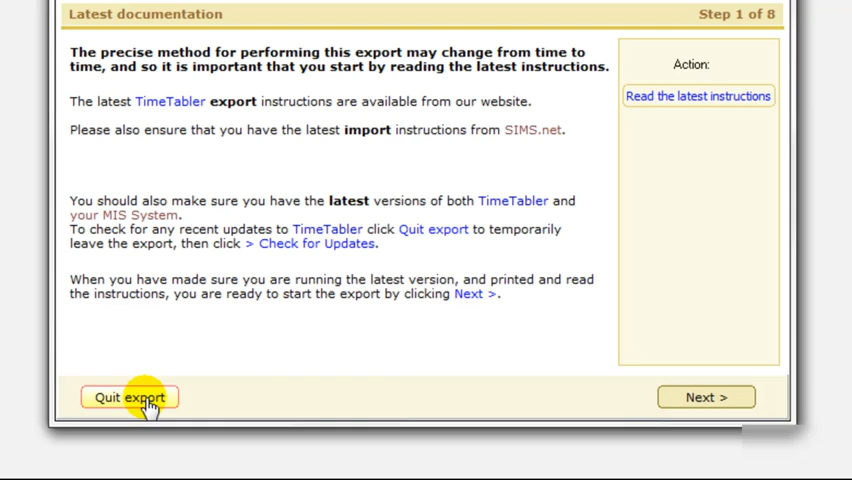 Latest documentation Step 1 of 8
The precise method for performing this export may change from time to
time, and so it is important that you start by reading the latest instructions.
Action:
Read the latest instructions
The latest TimeTabler export instructions are available from our website.
Please also ensure that you have the latest import instructions from SIMS.net.
You should also make sure you have the latest versions of both TimeTabler and
your MIS System.
To check for any recent updates to TimeTabler click Quit export to temporarily
leave the export, then click > Check for Updates.
When you have made sure you are running the latest version, and printed and read
the instructions, you are ready to start the export by clicking Next >.
Quit export Next >